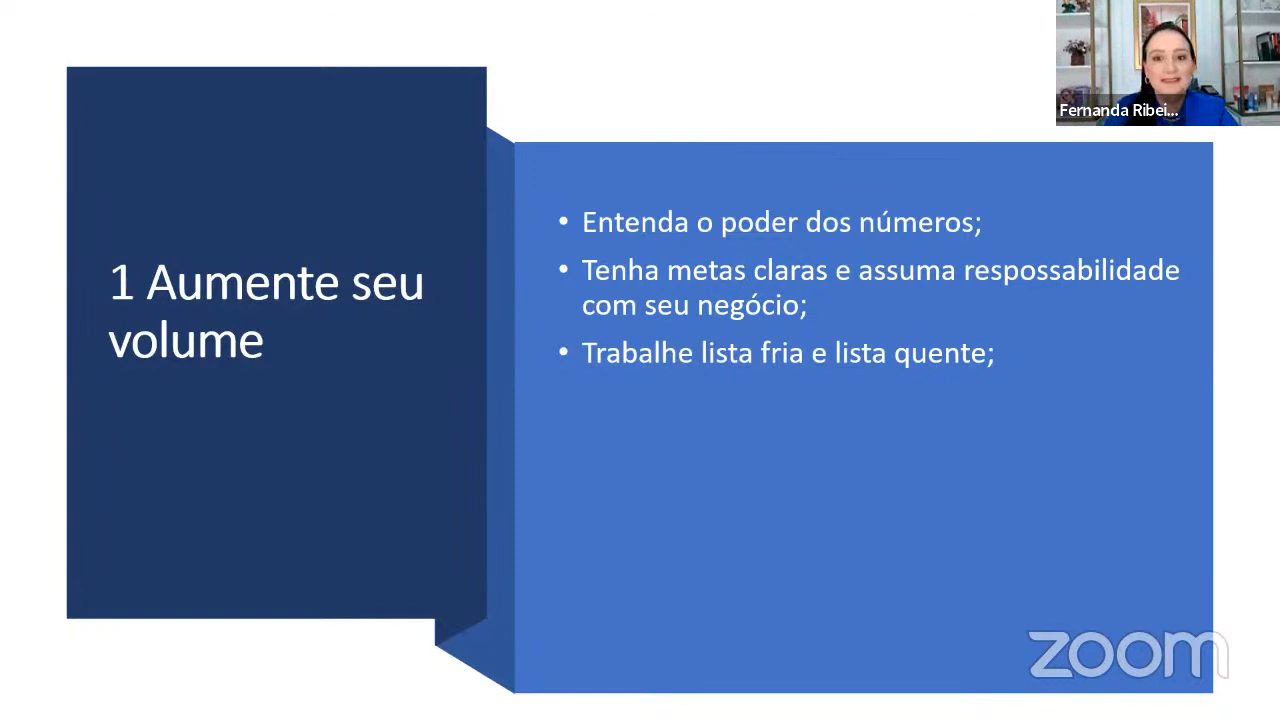 Fernanda Ribei...
1 Aumente seu
volume
• Entenda o poder dos números;
• Tenha metas claras e assuma respossabilidade
com seu negócio;
• Trabalhe lista fria e lista quente;
zoom